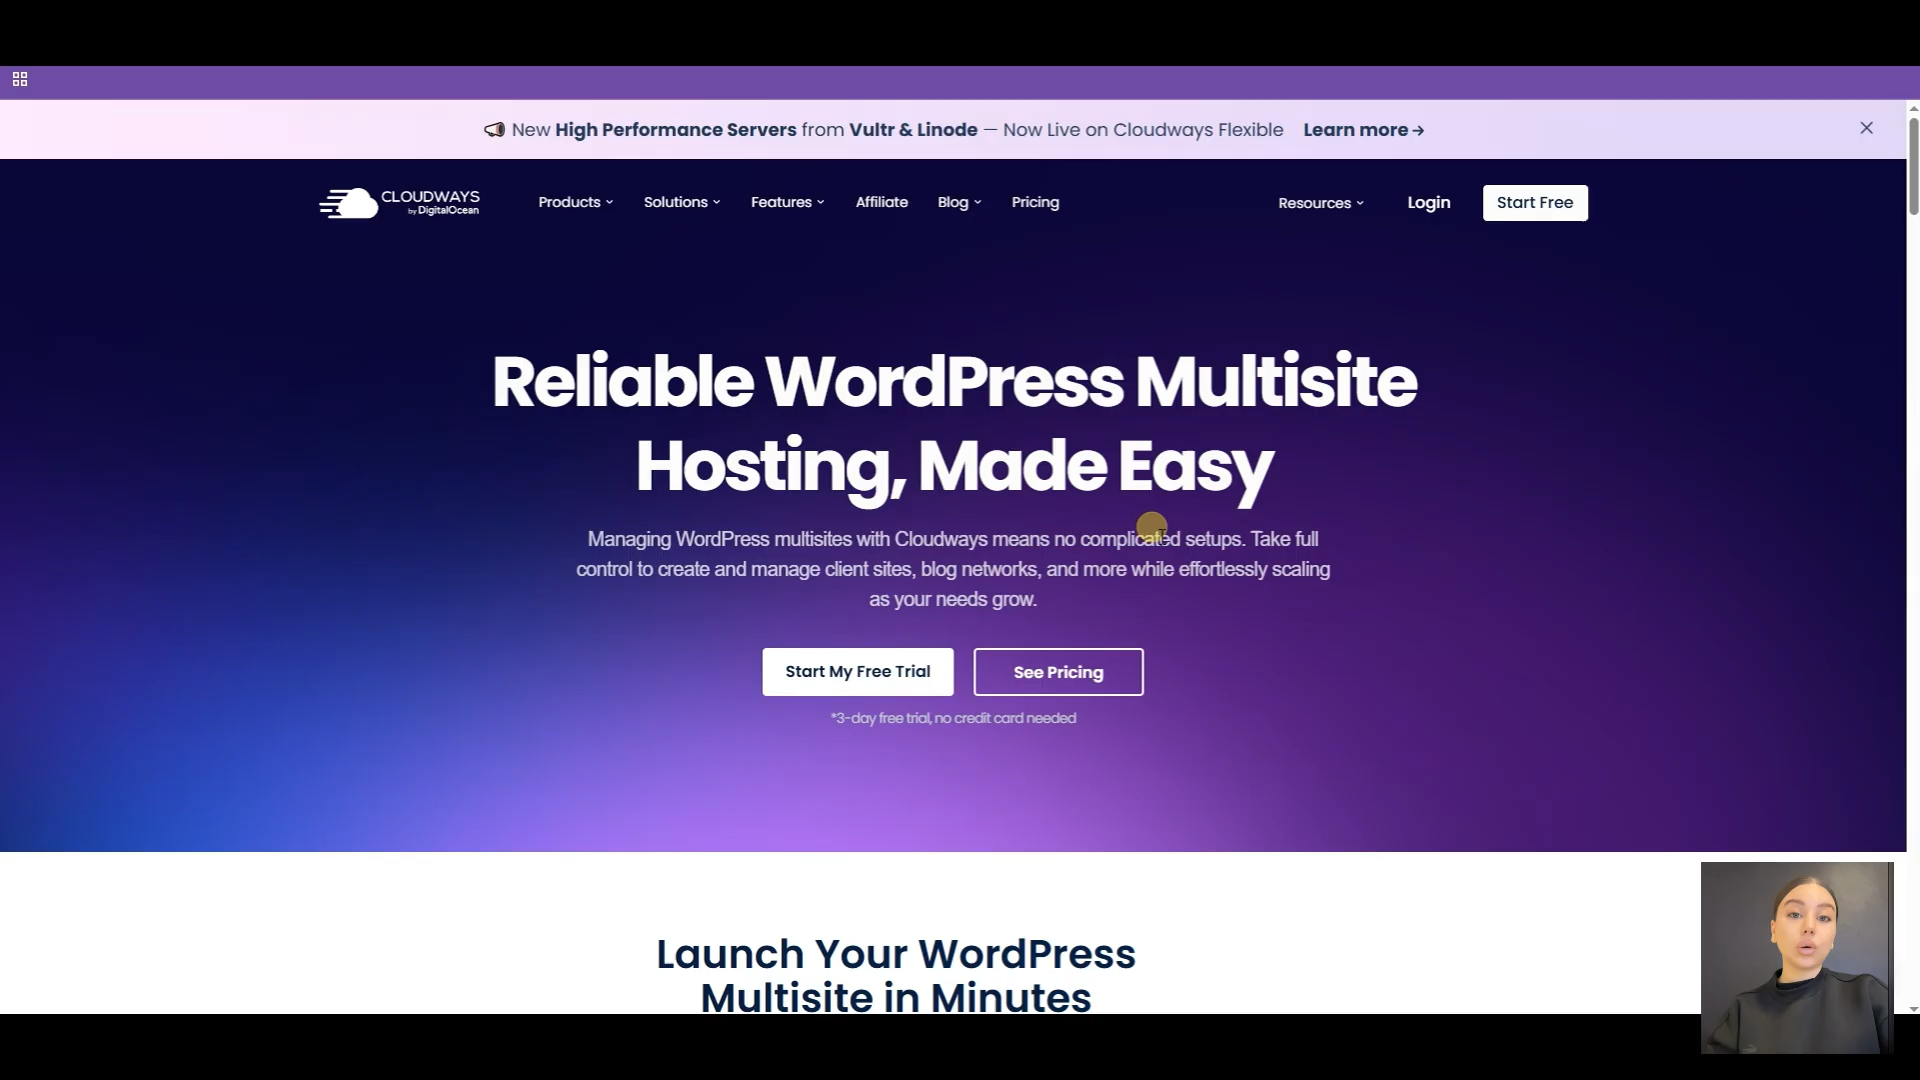 New High Performance Servers from Vultr & Linode — Now Live on Cloudways Flexible Learn more →
CLOUDWAYS
by DigitalOcean
Products
Solutions
Features
Affiliate
Blog
Pricing
Resources
Login
Start Free
Reliable WordPress Multisite
Hosting, Made Easy
Managing WordPress multisites with Cloudways means no complicated setups. Take full
control to create and manage client sites, blog networks, and more while effortlessly scaling
as your needs grow.
Start My Free Trial
See Pricing
*3-day free trial, no credit card needed
Launch Your WordPress
Multisite in Minutes